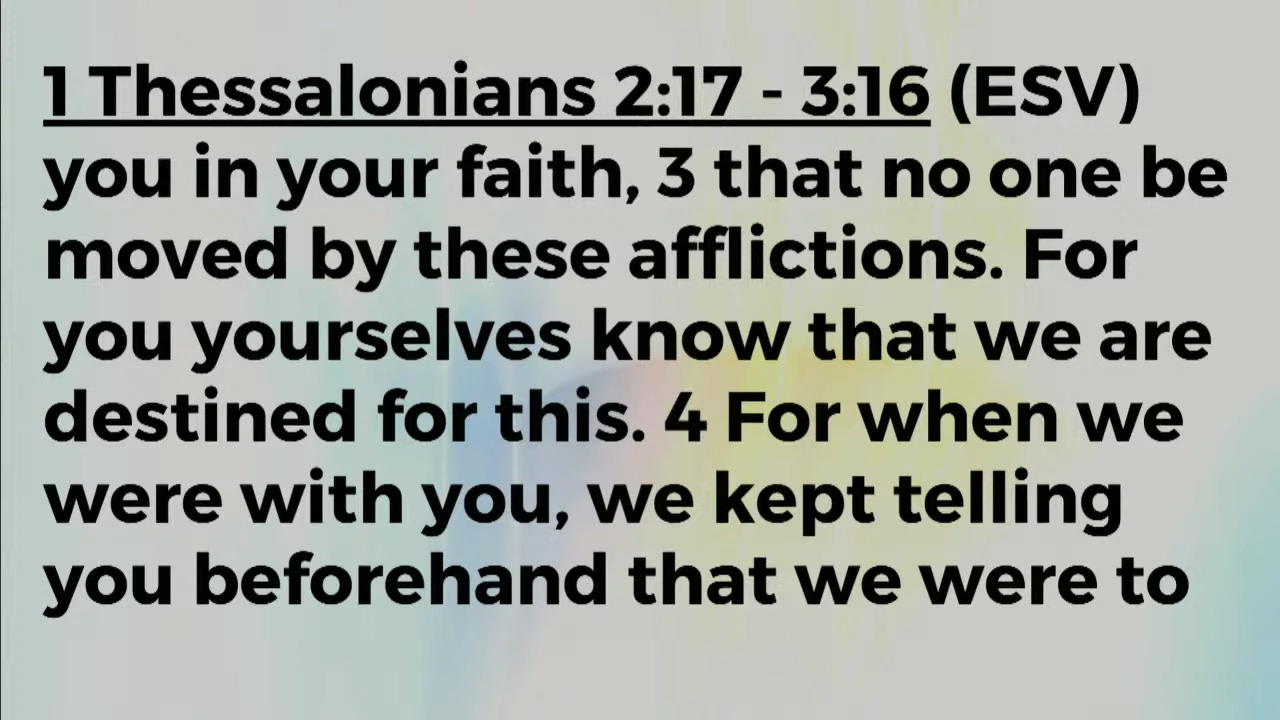 1 Thessalonians 2:17 - 3:16 (ESV)
you in your faith, 3 that no one be
moved by these afflictions. For
you yourselves know that we are
destined for this. 4 For when we
were with you, we kept telling
you beforehand that we were to